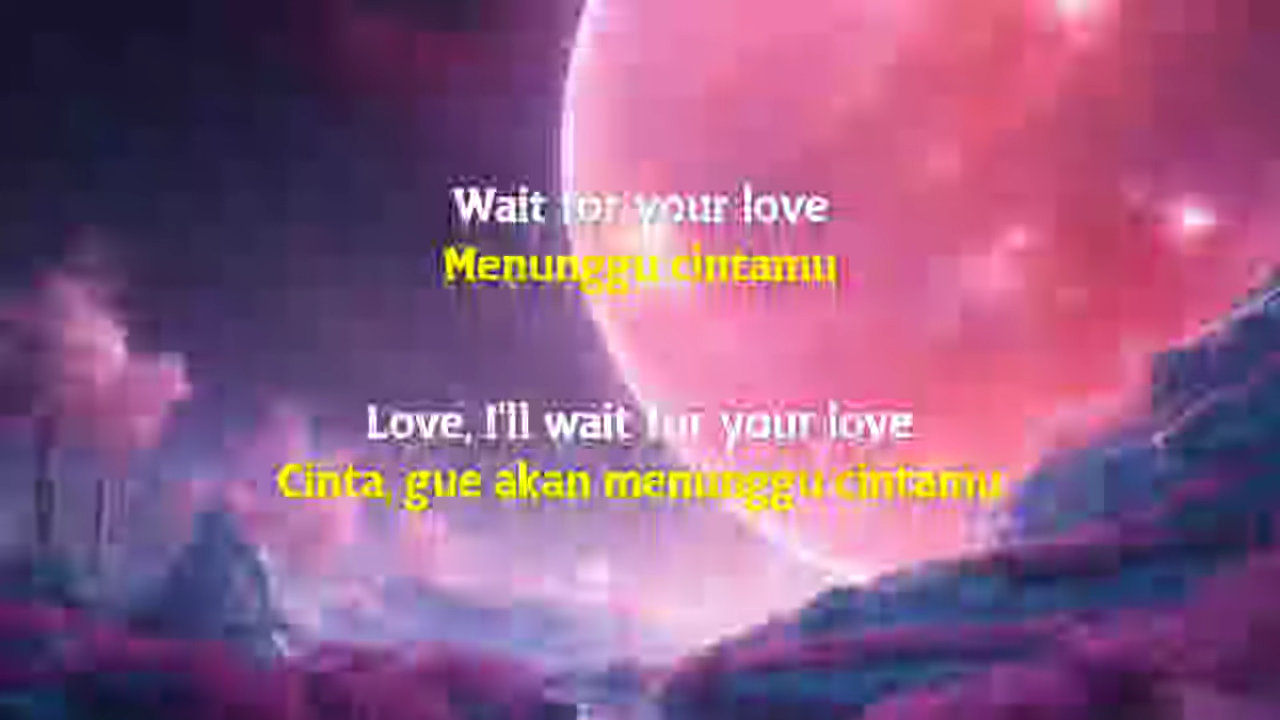 Wait for your love
Menunggu cintamu
Love, I'll wait for your love
Cinta, gue akan menunggu cintamu